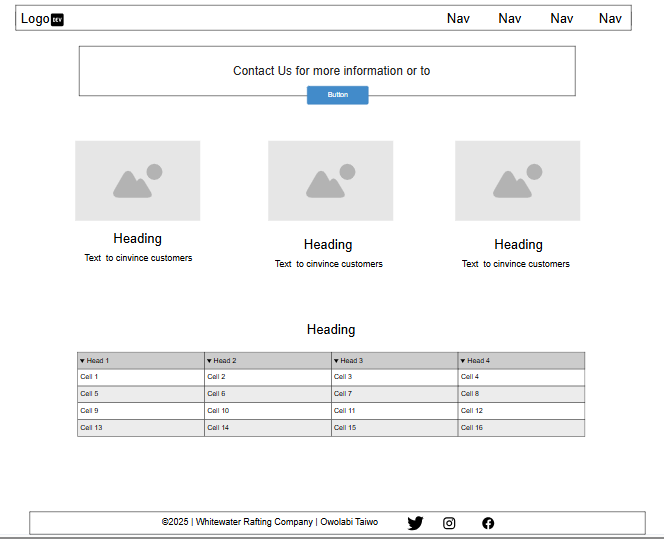 Logo DEV Nav Nav Nav Nav
Contact Us for more information or to
Button
Heading Heading Heading
Text to cinvince customers Text to cinvince customers Text to cinvince customers
Heading
▼ Head 1 ▼ Head 2 ▼ Head 3 ▼ Head 4
Cell 1 Cell 2 Cell 3 Cell 4
Cell 5 Cell 6 Cell 7 Cell 8
Cell 9 Cell 10 Cell 11 Cell 12
Cell 13 Cell 14 Cell 15 Cell 16
©2025 | Whitewater Rafting Company | Owolabi Taiwo